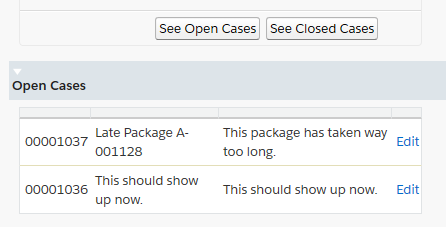 See Open Cases See Closed Cases
Open Cases
00001037 Late Package A-001128 This package has taken way too long. Edit
00001036 This should show up now. This should show up now. Edit